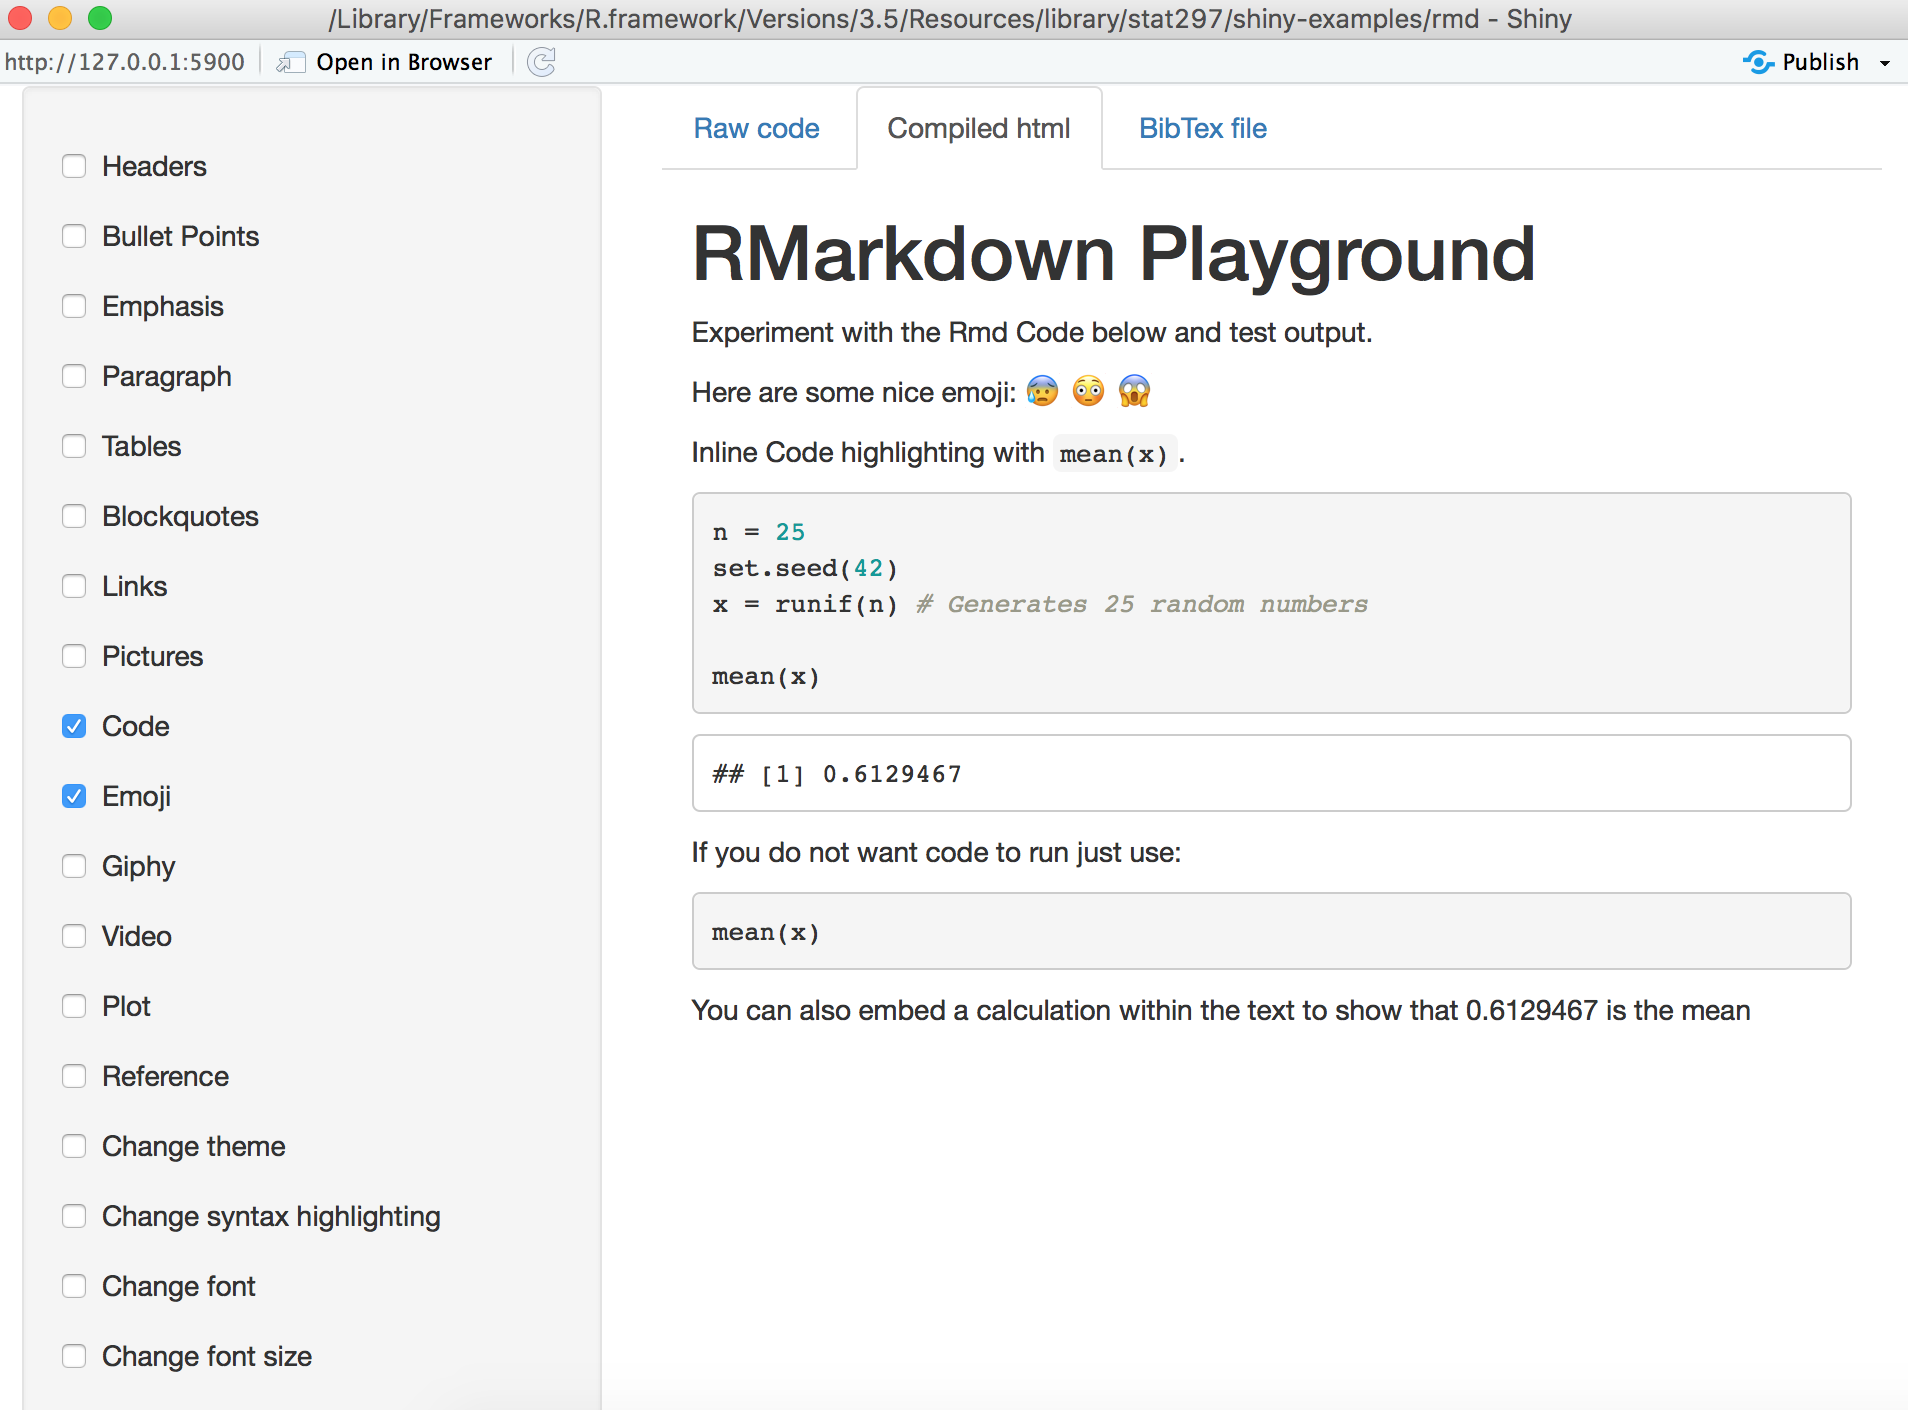 /Library/Frameworks/R.framework/Versions/3.5/Resources/library/stat297/shiny-examples/rmd - Shiny
http://127.0.0.1:5900 Open in Browser Publish
Headers
Bullet Points
Emphasis
Paragraph
Tables
Blockquotes
Links
Pictures
Code
Emoji
Giphy
Video
Plot
Reference
Change theme
Change syntax highlighting
Change font
Change font size
Raw code Compiled html BibTex file
RMarkdown Playground
Experiment with the Rmd Code below and test output.
Here are some nice emoji: 😰 😳 😱
Inline Code highlighting with mean(x).
n = 25
set.seed(42)
x = runif(n) # Generates 25 random numbers
mean(x)
## [1] 0.6129467
If you do not want code to run just use:
mean(x)
You can also embed a calculation within the text to show that 0.6129467 is the mean